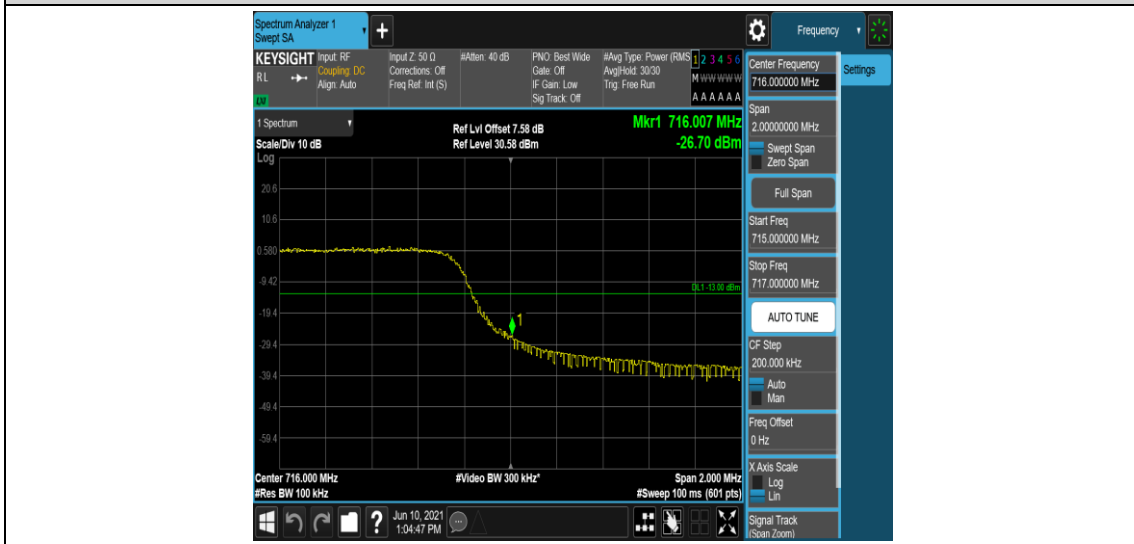 Spectrum Analyzer 1
Swept SA
+
Frequency
KEYSIGHT
RL
LXI
Input: RF
Coupling: DC
Align: Auto
Input Z: 50 Ω
Corrections: Off
Freq Ref: Int (S)
#Atten: 40 dB
PNO: Best Wide
Gate: Off
IF Gain: Low
Sig Track: Off
#Avg Type: Power (RMS
Avg|Hold: 30/30
Trig: Free Run
1 2 3 4 5 6
M W W W W W
A A A A A A
1 Spectrum
Scale/Div 10 dB
Ref Lvl Offset 7.58 dB
Ref Level 30.58 dBm
Mkr1 716.007 MHz
-26.70 dBm
Log
20.6
10.6
0.580
-9.42
DL1 -13.00 dBm
-19.4
1
-29.4
-39.4
-49.4
-59.4
Center 716.000 MHz
#Video BW 300 kHz*
Span 2.000 MHz
#Res BW 100 kHz
#Sweep 100 ms (601 pts)
?
Jun 10, 2021
1:04:47 PM
Center Frequency
716.000000 MHz
Settings
Span
2.00000000 MHz
Swept Span
Zero Span
Full Span
Start Freq
715.000000 MHz
Stop Freq
717.000000 MHz
AUTO TUNE
CF Step
200.000 kHz
Auto
Man
Freq Offset
0 Hz
X Axis Scale
Log
Lin
Signal Track
(Span Zoom)